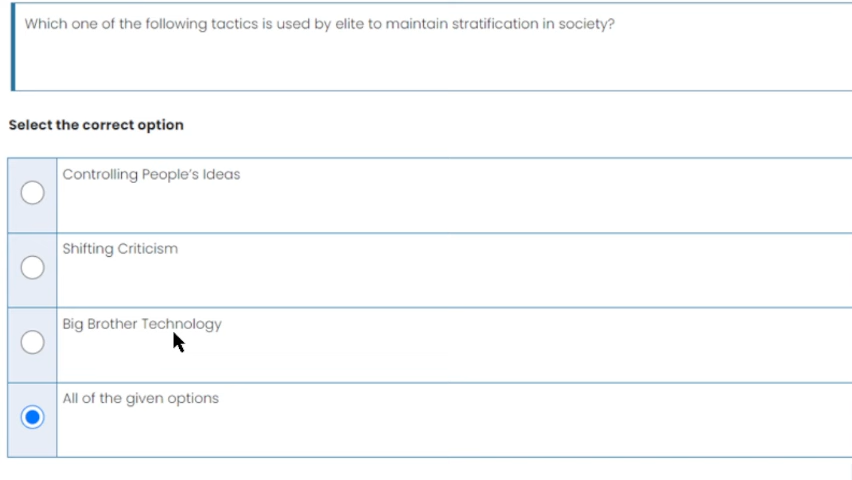 Which one of the following tactics is used by elite to maintain stratification in society?
Select the correct option
Controlling People's Ideas
Shifting Criticism
Big Brother Technology
All of the given options